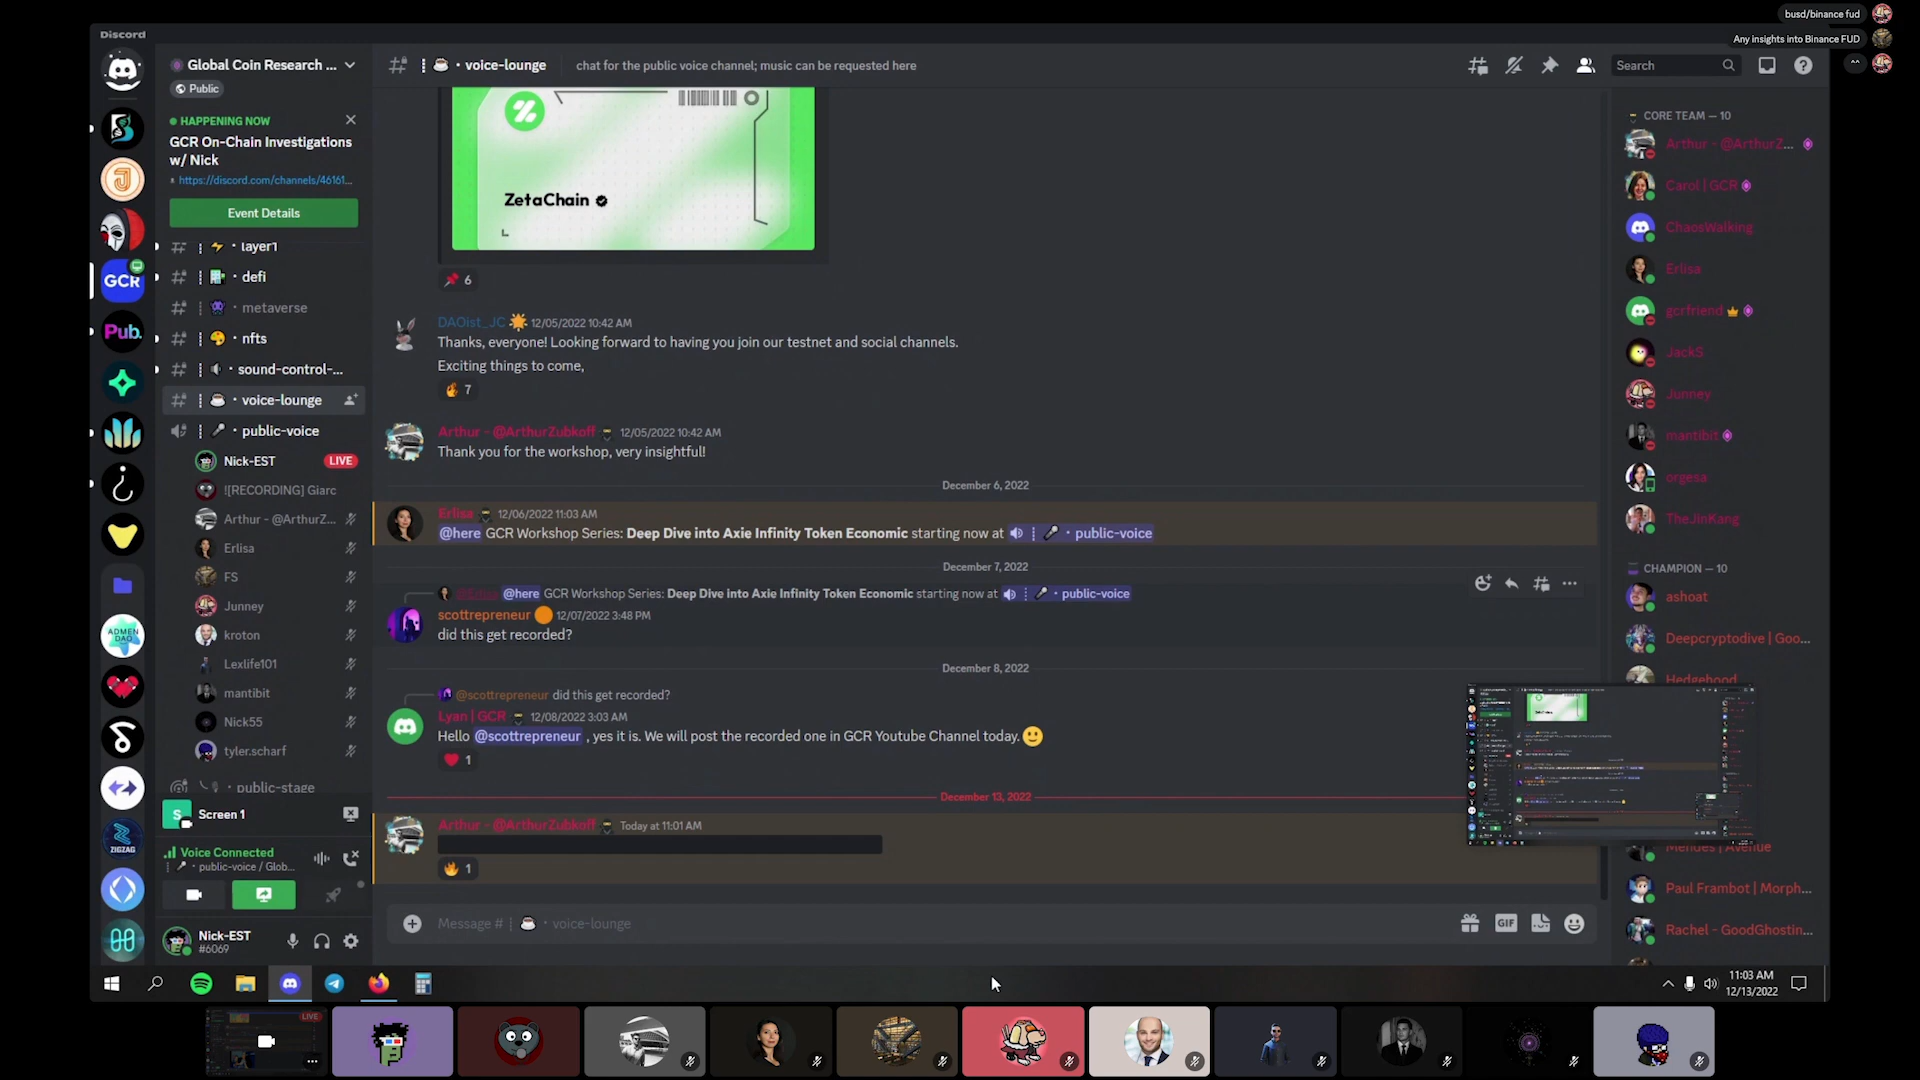 busd/binance fud
Any insights into Binance FUD
^^
Discord
Global Coin Research ...
Public
HAPPENING NOW
GCR On-Chain Investigations
w/ Nick
https://discord.com/channels/46161...
Event Details
layer1
defi
metaverse
nfts
sound-control-...
voice-lounge
public-voice
Nick-EST LIVE
![RECORDING] Giarc
Arthur - @ArthurZ...
Erlisa
FS
Junney
kroton
Lexlife101
mantibit
Nick55
tyler.scharf
public-stage
Screen 1
Voice Connected
public-voice / Glob...
Nick-EST
#6069
GCR
Pub.
ADMEN
DAO
ZIGZAG
voice-lounge chat for the public voice channel; music can be requested here
Search
ZetaChain
6
DAOist_JC 12/05/2022 10:42 AM
Thanks, everyone! Looking forward to having you join our testnet and social channels.
Exciting things to come,
7
Arthur - @ArthurZubkoff 12/05/2022 10:42 AM
Thank you for the workshop, very insightful!
December 6, 2022
Erlisa 12/06/2022 11:03 AM
@here GCR Workshop Series: Deep Dive into Axie Infinity Token Economic starting now at public-voice
December 7, 2022
@Erlisa @here GCR Workshop Series: Deep Dive into Axie Infinity Token Economic starting now at public-voice
scottrepreneur 12/07/2022 3:48 PM
did this get recorded?
December 8, 2022
@scottrepreneur did this get recorded?
Lyan | GCR 12/08/2022 3:03 AM
Hello @scottrepreneur , yes it is. We will post the recorded one in GCR Youtube Channel today.
1
December 13, 2022
Arthur - @ArthurZubkoff Today at 11:01 AM
1
Message # voice-lounge
GIF
CORE TEAM — 10
Arthur - @ArthurZ...
Carol | GCR
ChaosWalking
Erlisa
gcrfriend
JackS
Junney
mantibit
orgesa
TheJinKang
CHAMPION — 10
ashoat
Deepcryptodive | Goo...
Hedgehood
Mendes | Avenue
Paul Frambot | Morph...
Rachel - GoodGhostin...
11:03 AM
12/13/2022
LIVE